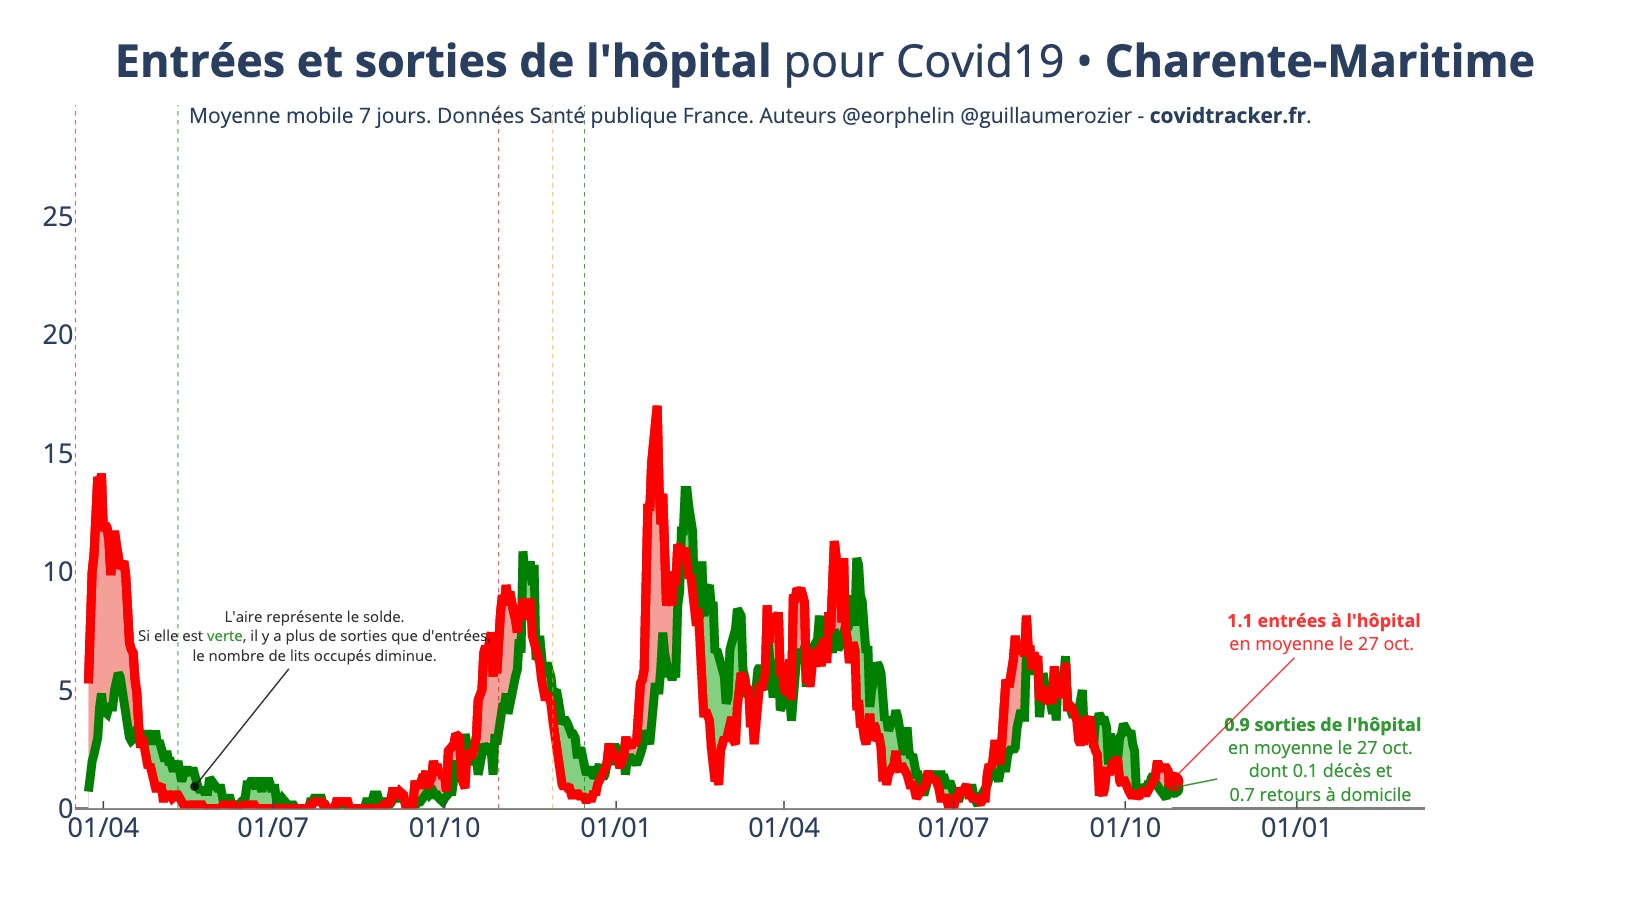 Entrées et sorties de l'hôpital pour Covid19 • Charente-Maritime
Moyenne mobile 7 jours. Données Santé publique France. Auteurs @eorphelin @guillaumerozier - covidtracker.fr.
25
20
15
10
5
0
L'aire représente le solde.
Si elle est verte, il y a plus de sorties que d'entrées,
le nombre de lits occupés diminue.
1.1 entrées à l'hôpital
en moyenne le 27 oct.
0.9 sorties de l'hôpital
en moyenne le 27 oct.
dont 0.1 décès et
0.7 retours à domicile
01/04 01/07 01/10 01/01 01/04 01/07 01/10 01/01